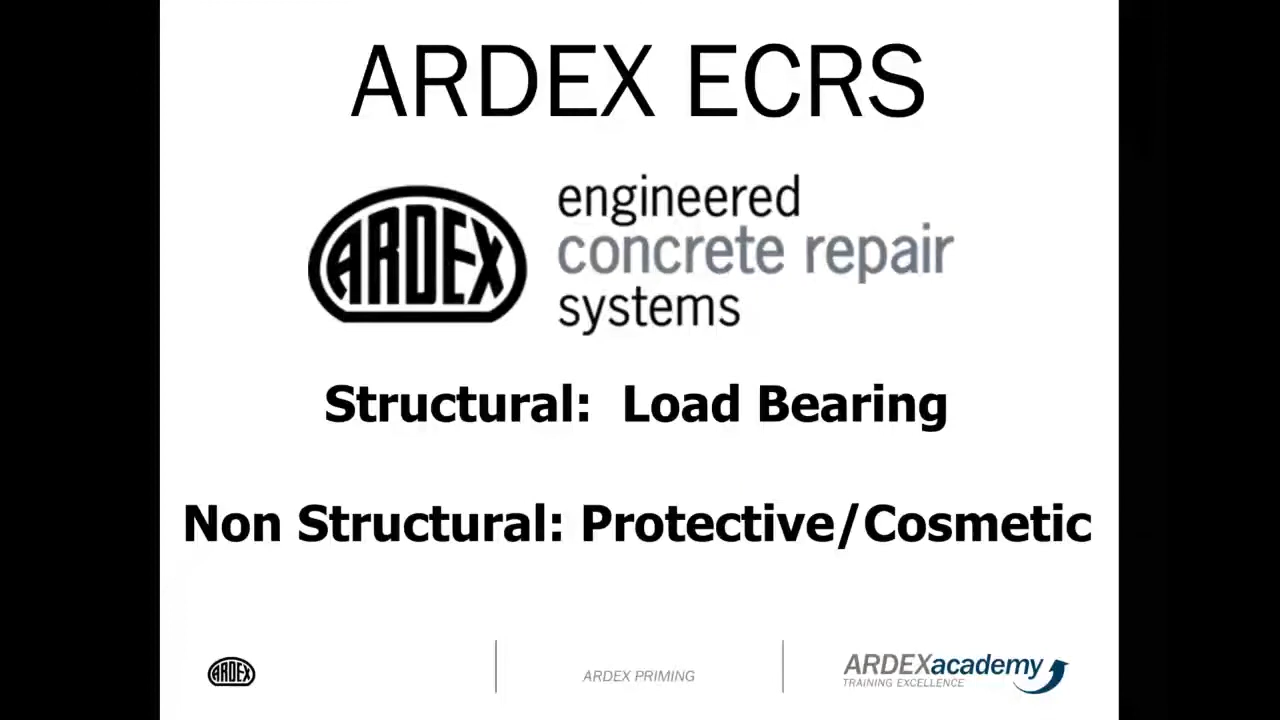 ARDEX ECRS
ARDEX
engineered
concrete repair
systems
Structural:  Load Bearing
Non Structural: Protective/Cosmetic
ARDEX
ARDEX PRIMING
ARDEXacademy
TRAINING EXCELLENCE